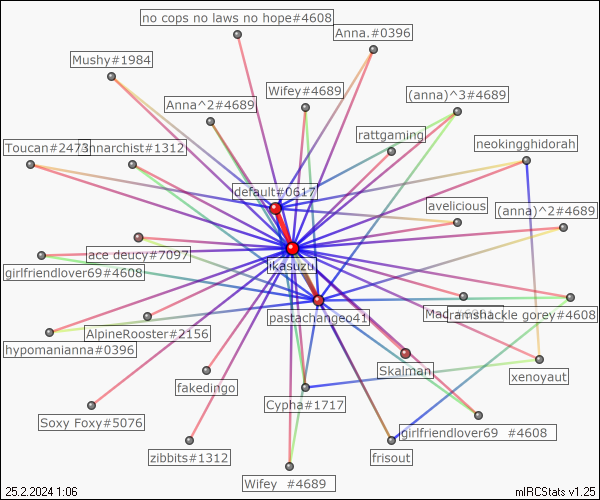 no cops no laws no hope#4608
Anna.#0396
Mushy#1984
Wifey#4689
(anna)^3#4689
Anna^2#4689
rattgaming
neokingghidorah
Toucan#2473
nnarchist#1312
default#0617
avelicious
(anna)^2#4689
ace deucy#7097
ikasuzu
girlfriendlover69#4608
pastachangeo41
ramshackle gorey#4608
AlpineRooster#2156
hypomanianna#0396
Skalman
xenoyaut
fakedingo
Cypha#1717
Soxy Foxy#5076
girlfriendlover69 #4608
zibbits#1312
frisout
Wifey #4689
25.2.2024 1:06
mIRCStats v1.25